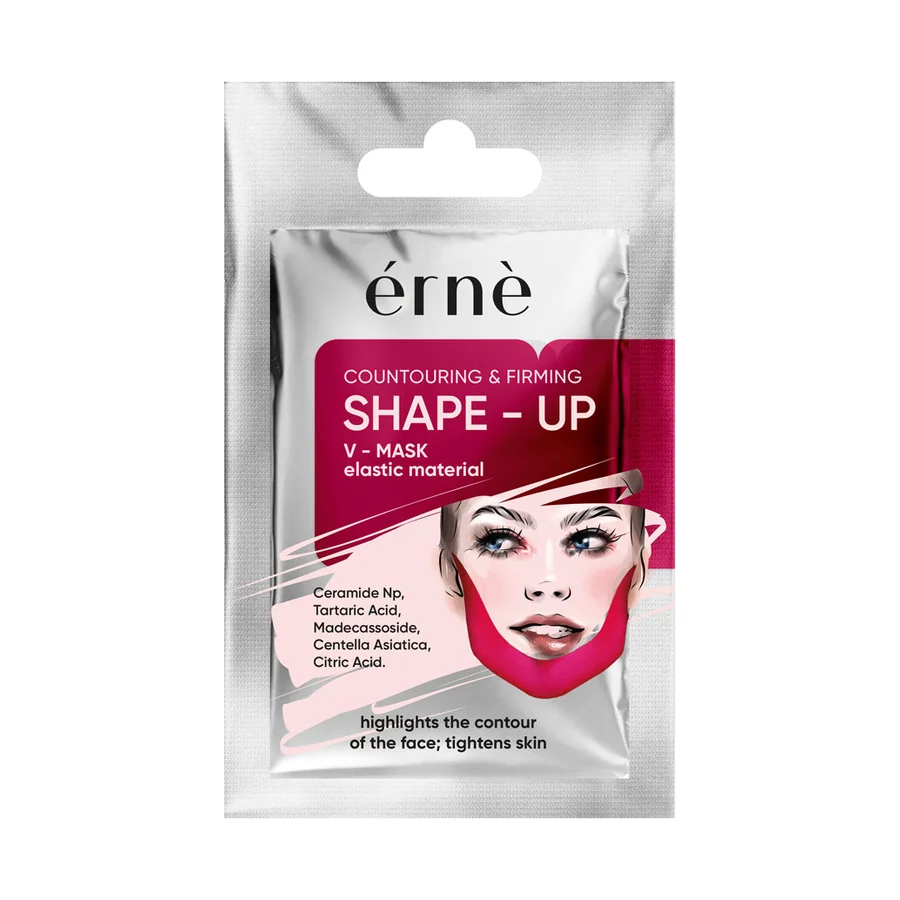 érnè
COUNTOURING & FIRMING
SHAPE – UP
V – MASK
elastic material
Ceramide Np,
Tartaric Acid,
Madecassoside,
Centella Asiatica,
Citric Acid.
highlights the contour
of the face; tightens skin